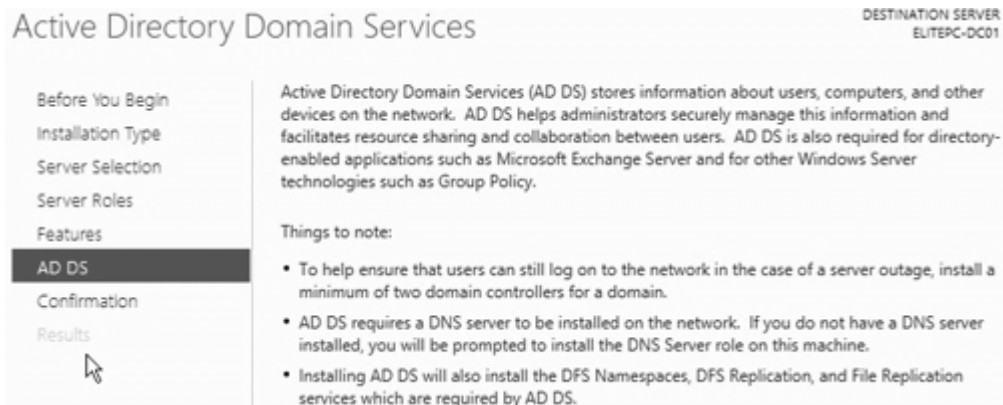 Active Directory Domain Services
DESTINATION SERVER
ELITEPC-DC01
Before You Begin
Installation Type
Server Selection
Server Roles
Features
AD DS
Confirmation
Results
Active Directory Domain Services (AD DS) stores information about users, computers, and other
devices on the network. AD DS helps administrators securely manage this information and
facilitates resource sharing and collaboration between users. AD DS is also required for directory-
enabled applications such as Microsoft Exchange Server and for other Windows Server
technologies such as Group Policy.
Things to note:
• To help ensure that users can still log on to the network in the case of a server outage, install a
minimum of two domain controllers for a domain.
• AD DS requires a DNS server to be installed on the network. If you do not have a DNS server
installed, you will be prompted to install the DNS Server role on this machine.
• Installing AD DS will also install the DFS Namespaces, DFS Replication, and File Replication
services which are required by AD DS.